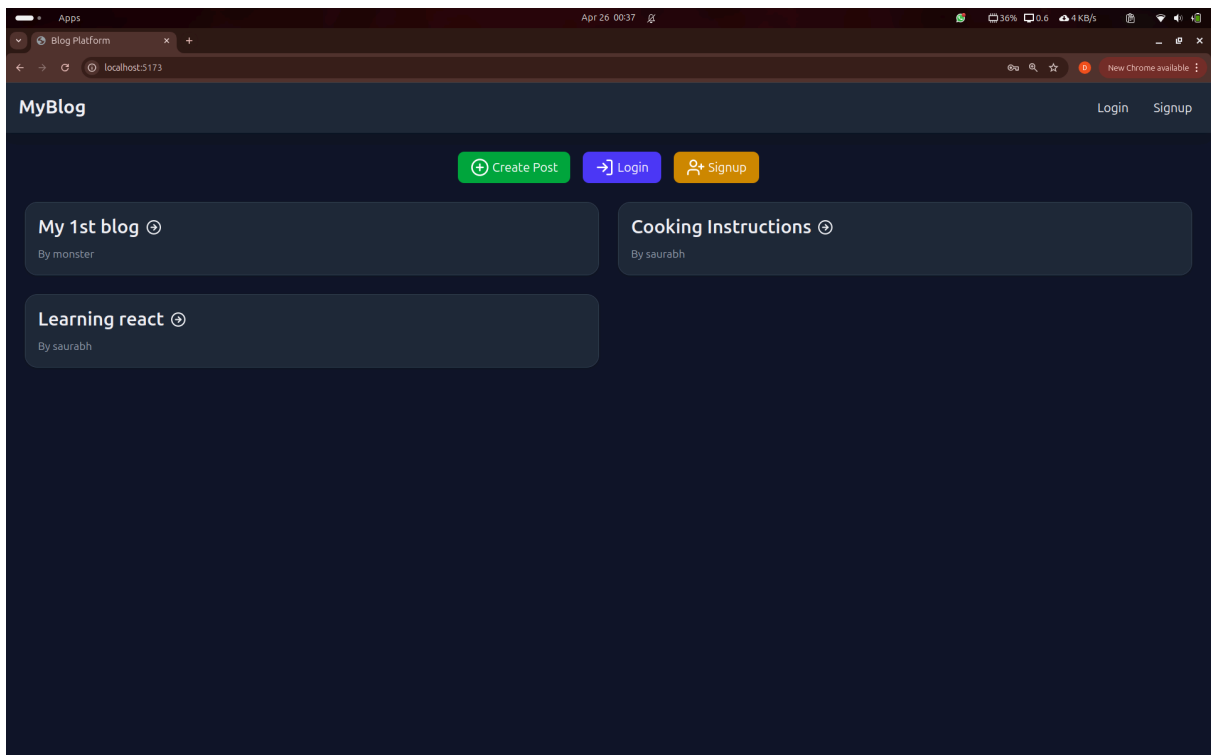 Apps Apr 26 00:37 36% 0.6 4 KB/s
Blog Platform
localhost:5173 D New Chrome available
MyBlog Login Signup
Create Post Login Signup
My 1st blog Cooking Instructions
By monster By saurabh
Learning react
By saurabh